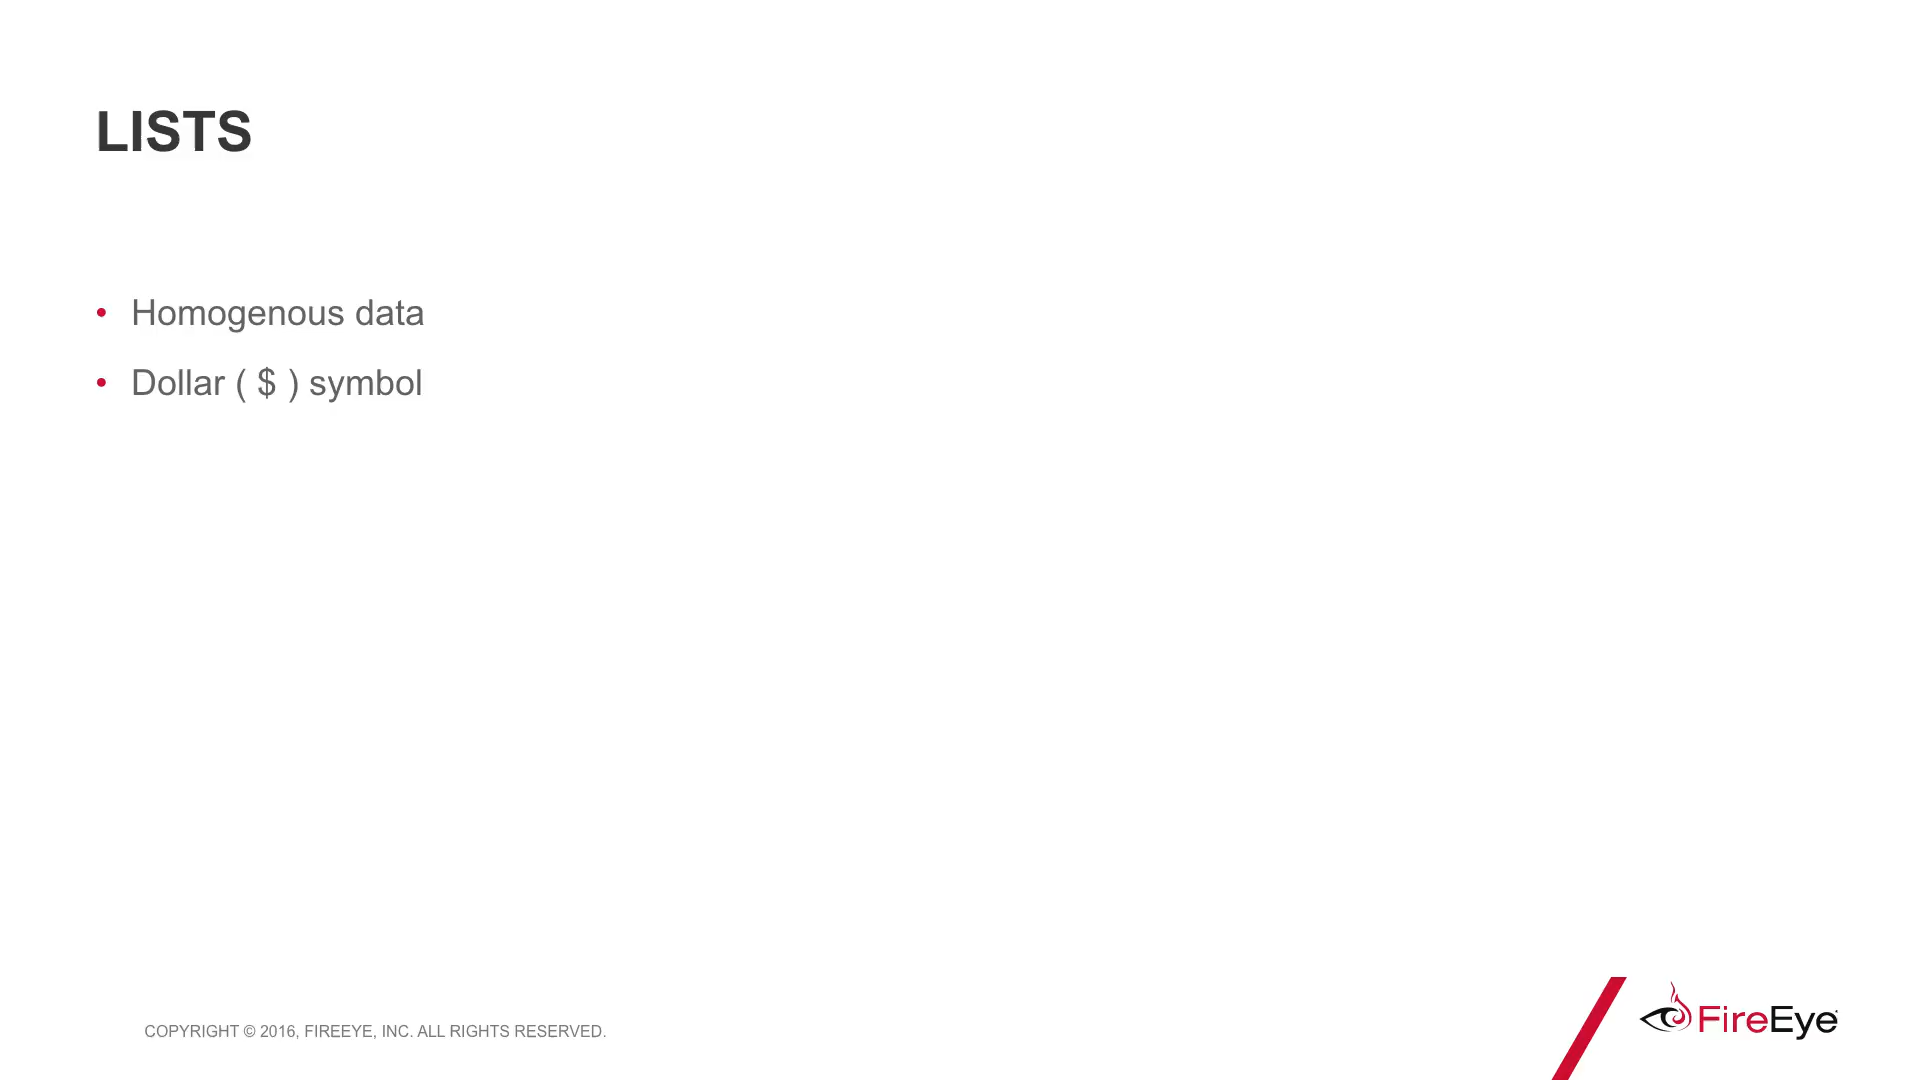 LISTS
• Homogenous data
• Dollar ( $ ) symbol
COPYRIGHT © 2016, FIREEYE, INC. ALL RIGHTS RESERVED.
FireEye